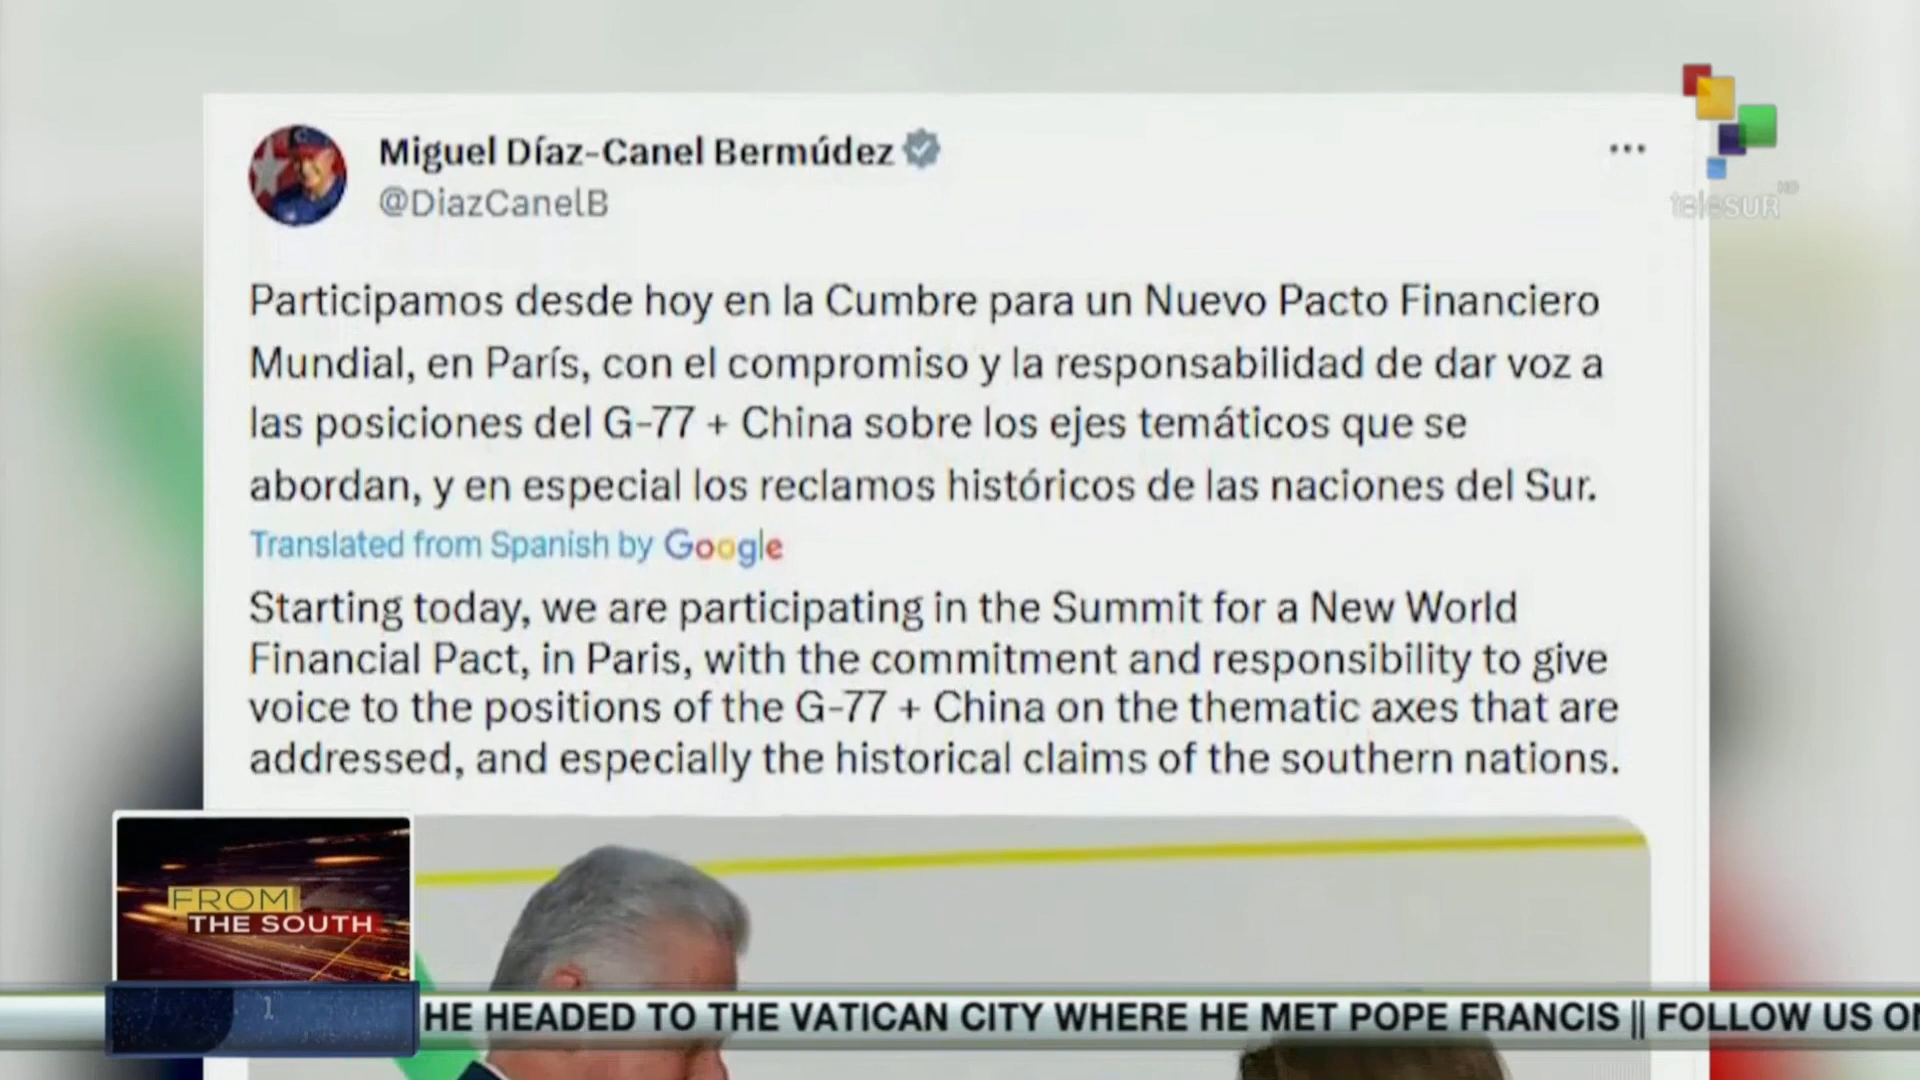 Miguel Díaz-Canel Bermúdez
@DiazCanelB
teleSUR HD
Participamos desde hoy en la Cumbre para un Nuevo Pacto Financiero
Mundial, en París, con el compromiso y la responsabilidad de dar voz a
las posiciones del G-77 + China sobre los ejes temáticos que se
abordan, y en especial los reclamos históricos de las naciones del Sur.
Translated from Spanish by Google
Starting today, we are participating in the Summit for a New World
Financial Pact, in Paris, with the commitment and responsibility to give
voice to the positions of the G-77 + China on the thematic axes that are
addressed, and especially the historical claims of the southern nations.
FROM
THE SOUTH
1
HE HEADED TO THE VATICAN CITY WHERE HE MET POPE FRANCIS || FOLLOW US ON